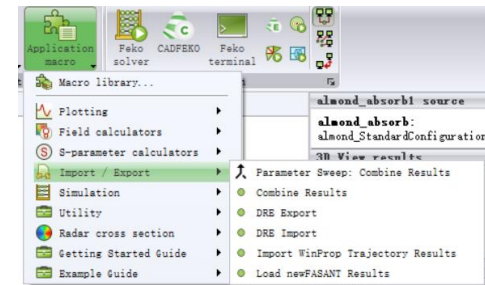 Application
macro
Feko
solver
CADFEKO
Feko
terminal
Macro library...
Plotting
Field calculators
S-parameter calculators
Import / Export
Simulation
Utility
Radar cross section
Getting Started Guide
Example Guide
almond_absorb1 source
almond_absorb:
almond_StandardConfiguration
3D View results
Parameter Sweep: Combine Results
Combine Results
DRE Export
DRE Import
Import WinProp Trajectory Results
Load newFASANT Results